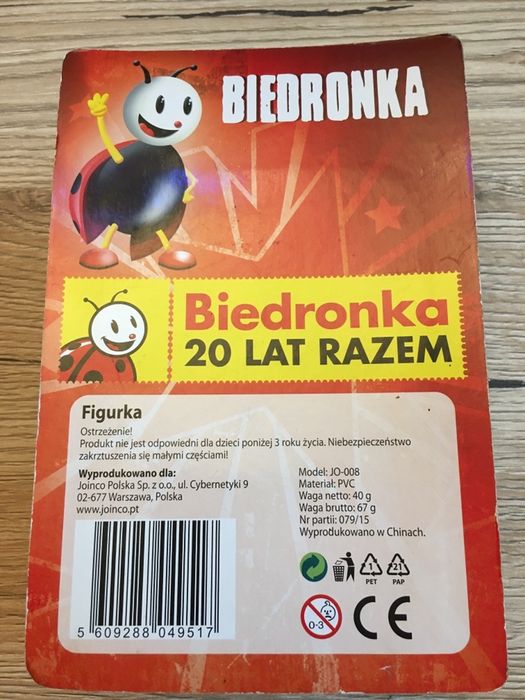 BIEDRONKA
Biedronka
20 LAT RAZEM
Figurka
Ostrzeżenie!
Produkt nie jest odpowiedni dla dzieci poniżej 3 roku życia. Niebezpieczeństwo
zakrztuszenia się małymi częściami!
Wyprodukowano dla:
Joinco Polska Sp. z o.o., ul. Cybernetyki 9
02-677 Warszawa, Polska
www.joinco.pt
Model: JO-008
Materiał: PVC
Waga netto: 40 g
Waga brutto: 67 g
Nr partii: 079/15
Wyprodukowano w Chinach.
1
PET
21
PAP
0-3
CE
5 609288 049517